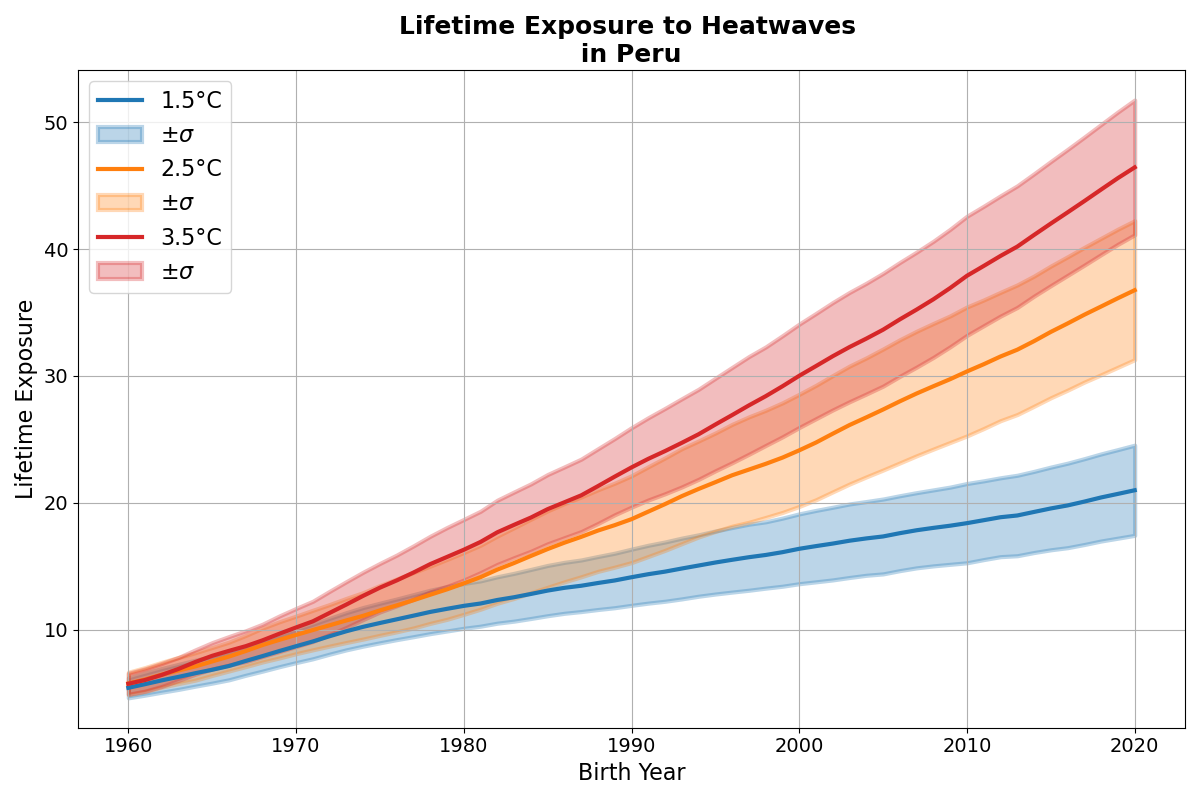 Lifetime Exposure to Heatwaves
in Peru
1.5°C
±σ
2.5°C
±σ
3.5°C
±σ
50
40
30
20
10
Lifetime Exposure
1960 1970 1980 1990 2000 2010 2020
Birth Year